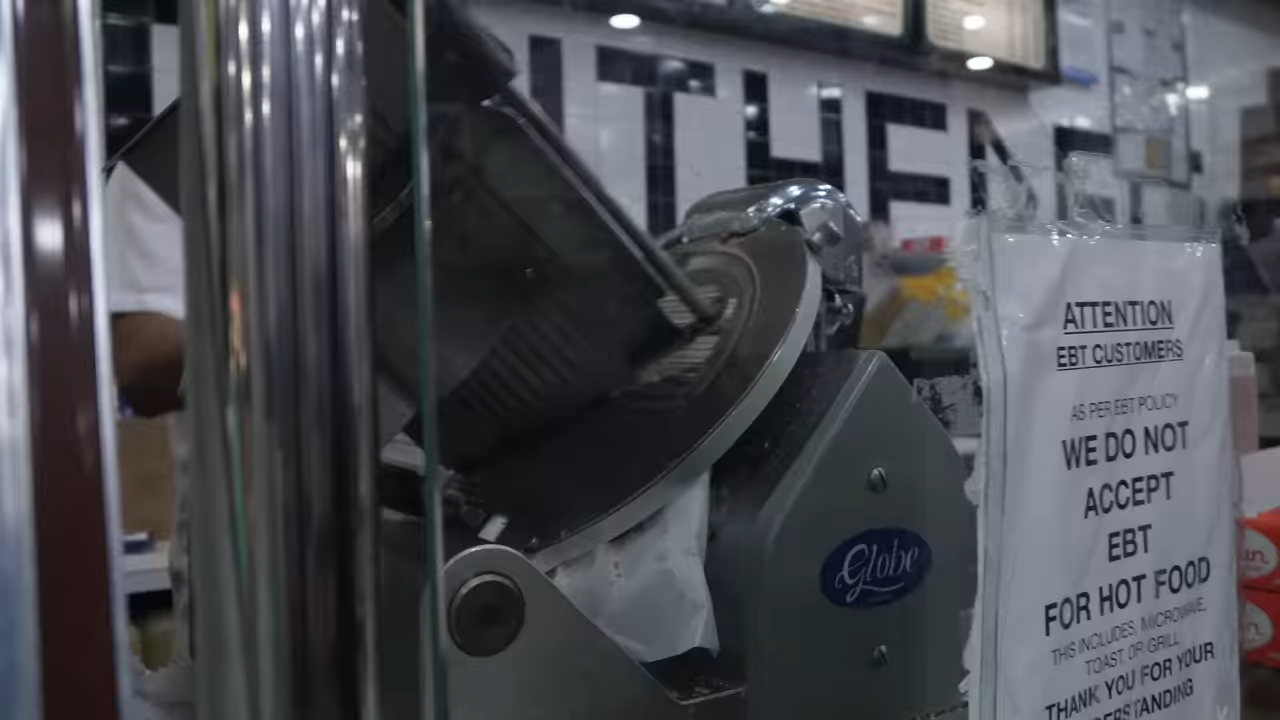 THE
Globe
ATTENTION
EBT CUSTOMERS
AS PER EBT POLICY
WE DO NOT
ACCEPT
EBT
FOR HOT FOOD
THIS INCLUDES, MICROWAVE,
TOAST OR GRILL
THANK YOU FOR YOUR